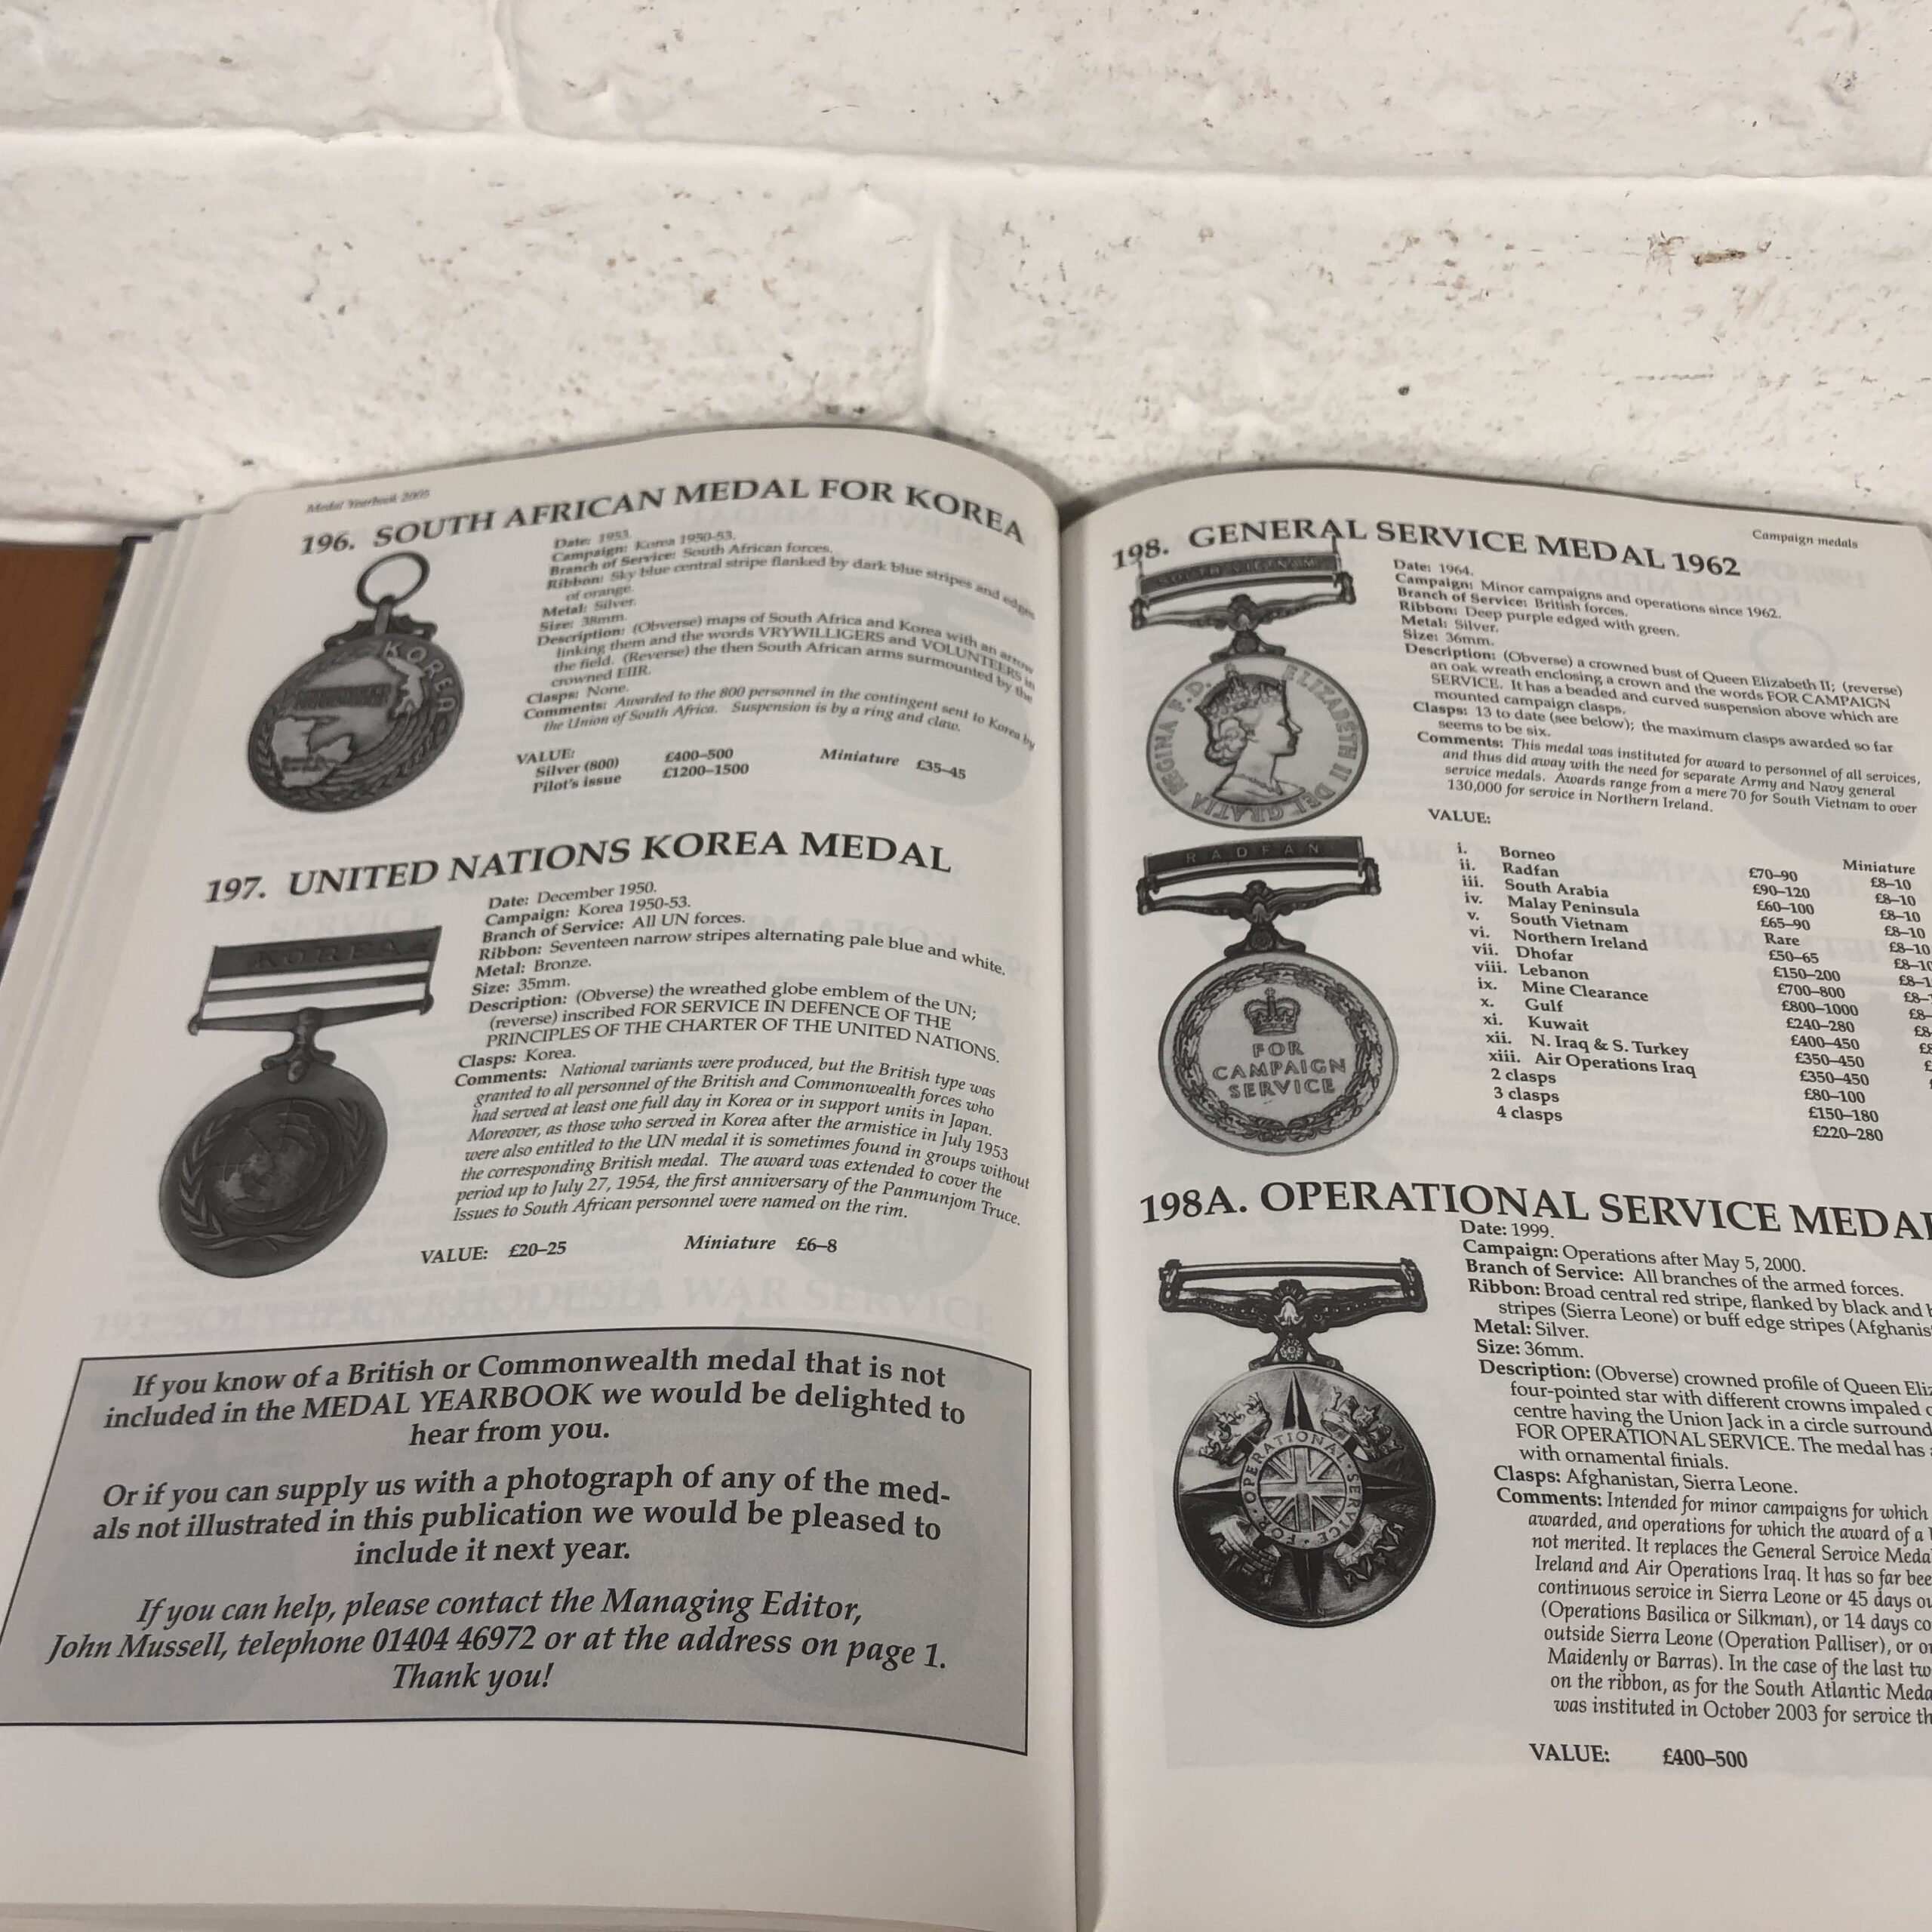 Medal Yearbook 2005
196. SOUTH AFRICAN MEDAL FOR KOREA
KOREA
Date: 1953.
Campaign: Korea 1950-53.
Branch of Service: South African forces.
Ribbon: Sky blue central stripe flanked by dark blue stripes and edges
of orange.
Metal: Silver.
Size: 38mm.
Description: (Obverse) maps of South Africa and Korea with an arrow
linking them and the words VRYWILLIGERS and VOLUNTEERS in
the field. (Reverse) the then South African arms surmounted by the
crowned EIIR.
Clasps: None.
Comments: Awarded to the 800 personnel in the contingent sent to Korea by
the Union of South Africa. Suspension is by a ring and claw.
VALUE:
Silver (800) £400–500 Miniature £35–45
Pilot's issue £1200–1500
197. UNITED NATIONS KOREA MEDAL
KOREA
Date: December 1950.
Campaign: Korea 1950-53.
Branch of Service: All UN forces.
Ribbon: Seventeen narrow stripes alternating pale blue and white.
Metal: Bronze.
Size: 35mm.
Description: (Obverse) the wreathed globe emblem of the UN;
(reverse) inscribed FOR SERVICE IN DEFENCE OF THE
PRINCIPLES OF THE CHARTER OF THE UNITED NATIONS.
Clasps: Korea.
Comments: National variants were produced, but the British type was
granted to all personnel of the British and Commonwealth forces who
had served at least one full day in Korea or in support units in Japan.
Moreover, as those who served in Korea after the armistice in July 1953
were also entitled to the UN medal it is sometimes found in groups without
the corresponding British medal. The award was extended to cover the
period up to July 27, 1954, the first anniversary of the Panmunjom Truce.
Issues to South African personnel were named on the rim.
VALUE: £20–25 Miniature £6–8
If you know of a British or Commonwealth medal that is not
included in the MEDAL YEARBOOK we would be delighted to
hear from you.
Or if you can supply us with a photograph of any of the med-
als not illustrated in this publication we would be pleased to
include it next year.
If you can help, please contact the Managing Editor,
John Mussell, telephone 01404 46972 or at the address on page 1.
Thank you!
Campaign medals
198. GENERAL SERVICE MEDAL 1962
SOUTH VIETNAM
ELIZABETH II DEI GRATIA REGINA F.D.
RADFAN
FOR
CAMPAIGN
SERVICE
Date: 1964.
Campaign: Minor campaigns and operations since 1962.
Branch of Service: British forces.
Ribbon: Deep purple edged with green.
Metal: Silver.
Size: 36mm.
Description: (Obverse) a crowned bust of Queen Elizabeth II; (reverse)
an oak wreath enclosing a crown and the words FOR CAMPAIGN
SERVICE. It has a beaded and curved suspension above which are
mounted campaign clasps.
Clasps: 13 to date (see below); the maximum clasps awarded so far
seems to be six.
Comments: This medal was instituted for award to personnel of all services,
and thus did away with the need for separate Army and Navy general
service medals. Awards range from a mere 70 for South Vietnam to over
130,000 for service in Northern Ireland.
VALUE:
Miniature
i. Borneo £70–90 £8–10
ii. Radfan £90–120 £8–10
iii. South Arabia £60–100 £8–10
iv. Malay Peninsula £65–90 £8–10
v. South Vietnam Rare £8–10
vi. Northern Ireland £50–65 £8–10
vii. Dhofar £150–200 £8–1
viii. Lebanon £700–800 £8–
ix. Mine Clearance £800–1000 £8–
x. Gulf £240–280 £8
xi. Kuwait £400–450 £8
xii. N. Iraq & S. Turkey £350–450 £
xiii. Air Operations Iraq £350–450
2 clasps £80–100
3 clasps £150–180
4 clasps £220–280
198A. OPERATIONAL SERVICE MEDAL
FOR OPERATIONAL SERVICE
Date: 1999.
Campaign: Operations after May 5, 2000.
Branch of Service: All branches of the armed forces.
Ribbon: Broad central red stripe, flanked by black and
stripes (Sierra Leone) or buff edge stripes (Afghanis
Metal: Silver.
Size: 36mm.
Description: (Obverse) crowned profile of Queen Eliz
four-pointed star with different crowns impaled
centre having the Union Jack in a circle surround
FOR OPERATIONAL SERVICE. The medal has
with ornamental finials.
Clasps: Afghanistan, Sierra Leone.
Comments: Intended for minor campaigns for which
awarded, and operations for which the award of a
not merited. It replaces the General Service Meda
Ireland and Air Operations Iraq. It has so far bee
continuous service in Sierra Leone or 45 days ou
(Operations Basilica or Silkman), or 14 days co
outside Sierra Leone (Operation Palliser), or o
Maidenly or Barras). In the case of the last tw
on the ribbon, as for the South Atlantic Meda
was instituted in October 2003 for service th
VALUE: £400–500